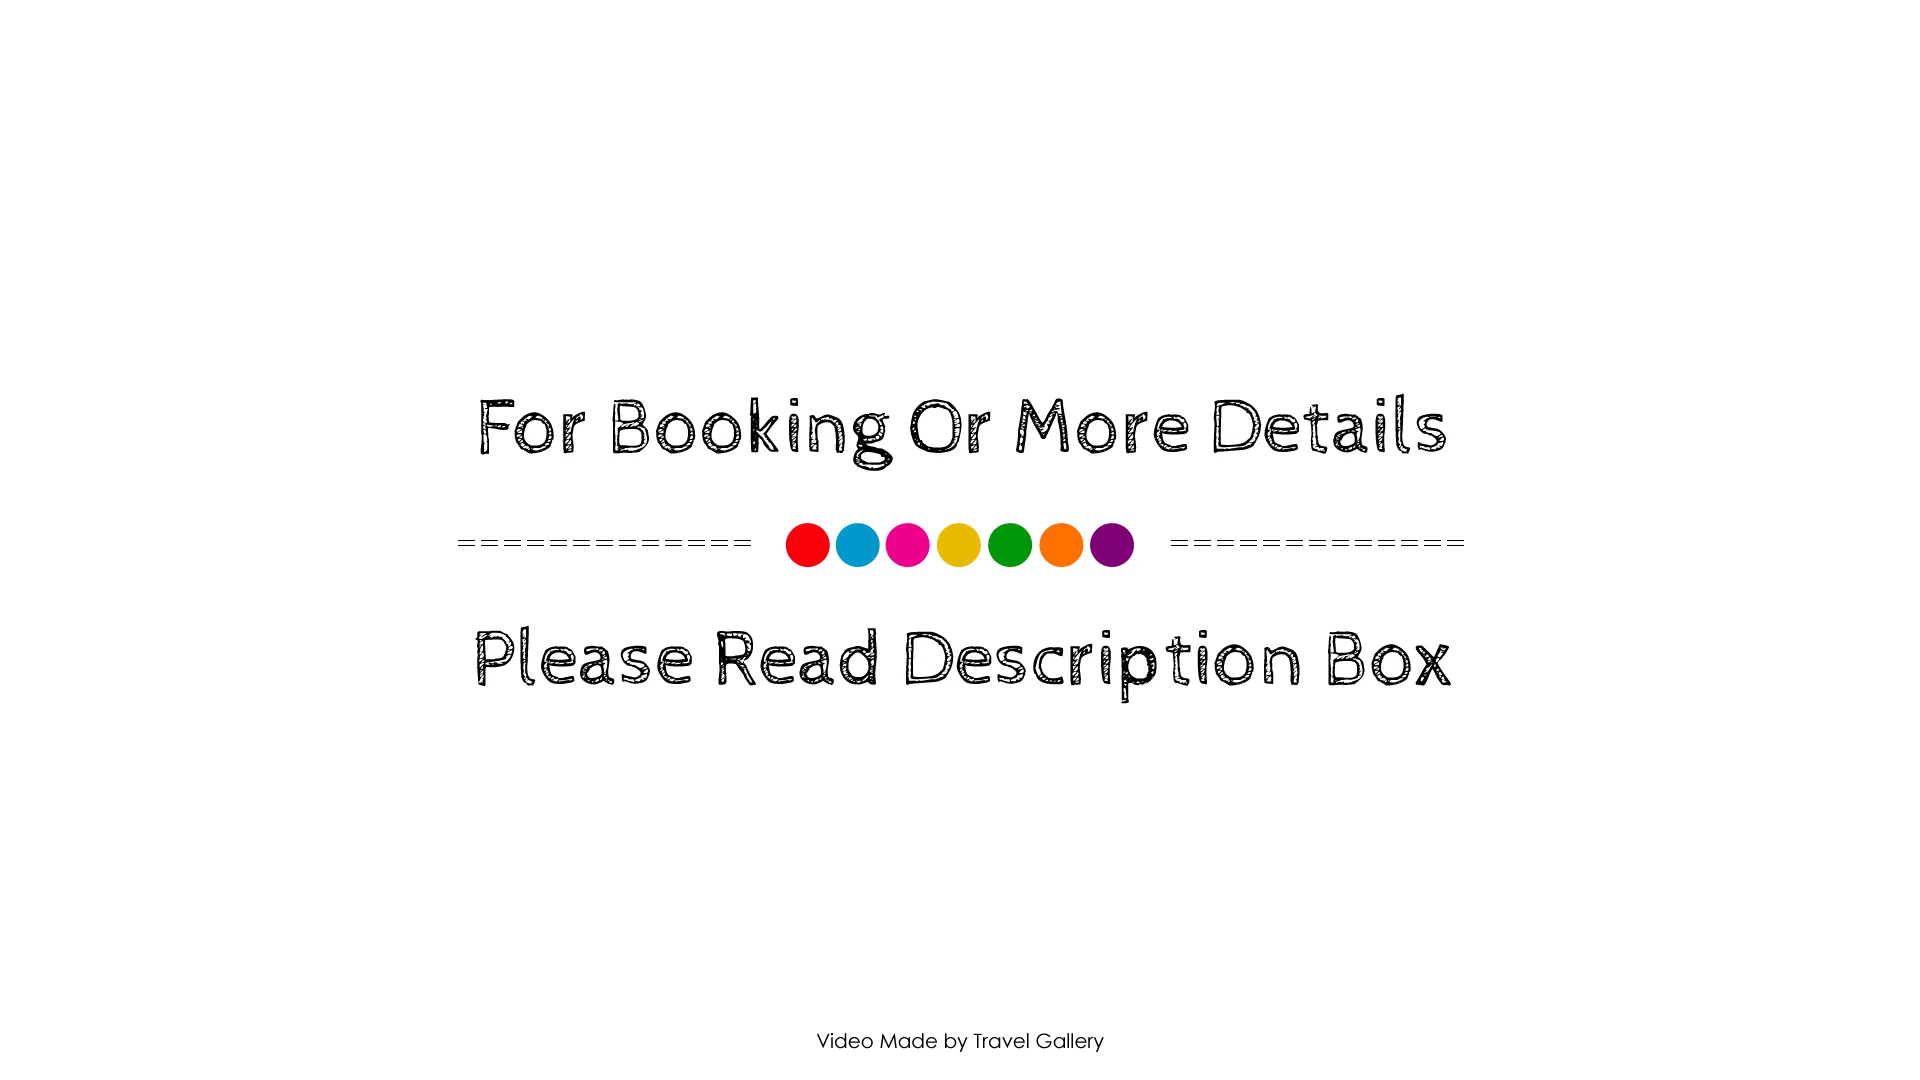 For Booking Or More Details
============= =============
Please Read Description Box
Video Made by Travel Gallery